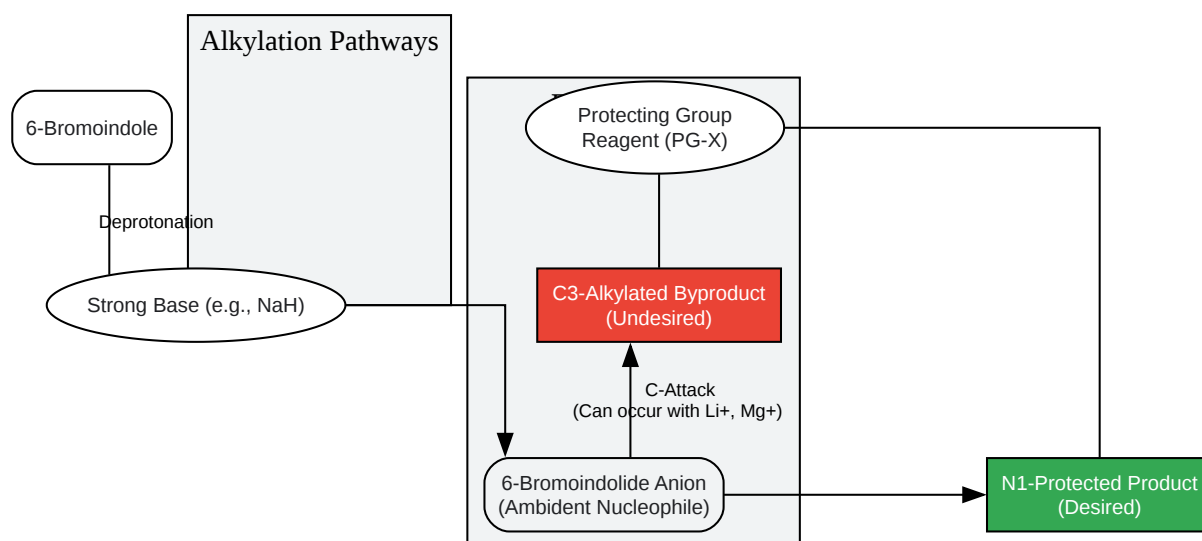 Alkylation Pathways
6-Bromoindole
Protecting Group
Reagent (PG-X)
Deprotonation
Strong Base (e.g., NaH)
C3-Alkylated Byproduct
(Undesired)
C-Attack
(Can occur with Li+, Mg+)
6-Bromoindolide Anion
(Ambident Nucleophile)
N1-Protected Product
(Desired)